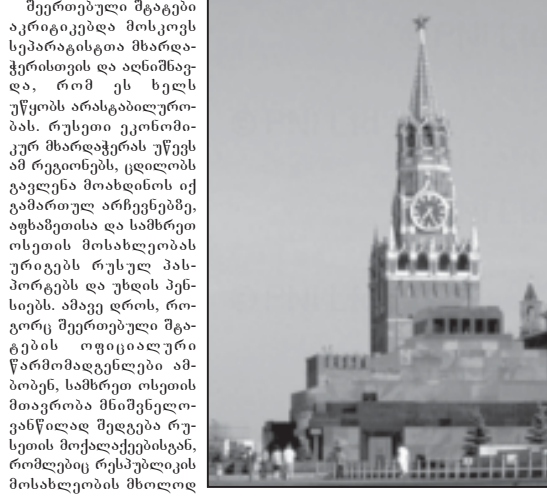 შეერთებული შტატები
აკრიტიკებდა მოსკოვს
სეპარატისტთა მხარდა-
ჭერისთვის და აღნიშნავ-
და, რომ ეს ხელს
უწყობს არასტაბილურო-
ბას. რუსეთი ეკონომი-
კურ მხარდაჭერას უწევს
ამ რეგიონებს, ცდილობს
გავლენა მოახდინოს იქ
გამართულ არჩევნებზე,
აფხაზეთისა და სამხრეთ
ოსეთის მოსახლეობას
ურიგებს რუსულ პას-
პორტებს და უხდის პენ-
სიებს. ამავე დროს, რო-
გორც შეერთებული შტა-
ტების ოფიციალური
წარმომადგენლები ამ-
ბობენ, სამხრეთ ოსეთის
მთავრობა მნიშვნელო-
ვანწილად შედგება რუ-
სეთის მოქალაქეებისგან,
რომლებიც რესპუბლიკის
მოსახლეობის მხოლოდ